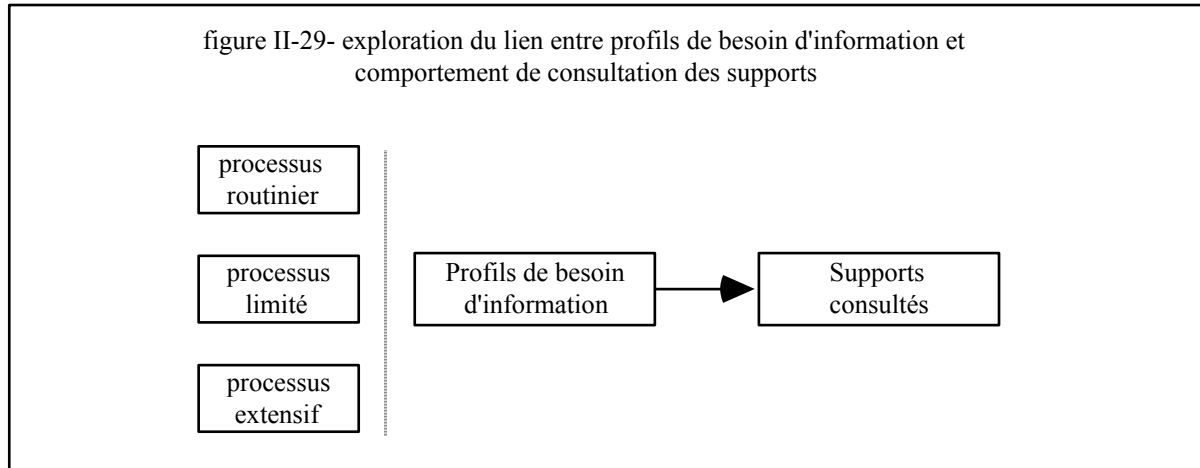 figure II-29- exploration du lien entre profils de besoin d'information et
comportement de consultation des supports
processus
routinier
processus
limité
processus
extensif
Profils de besoin
d'information
Supports
consultés